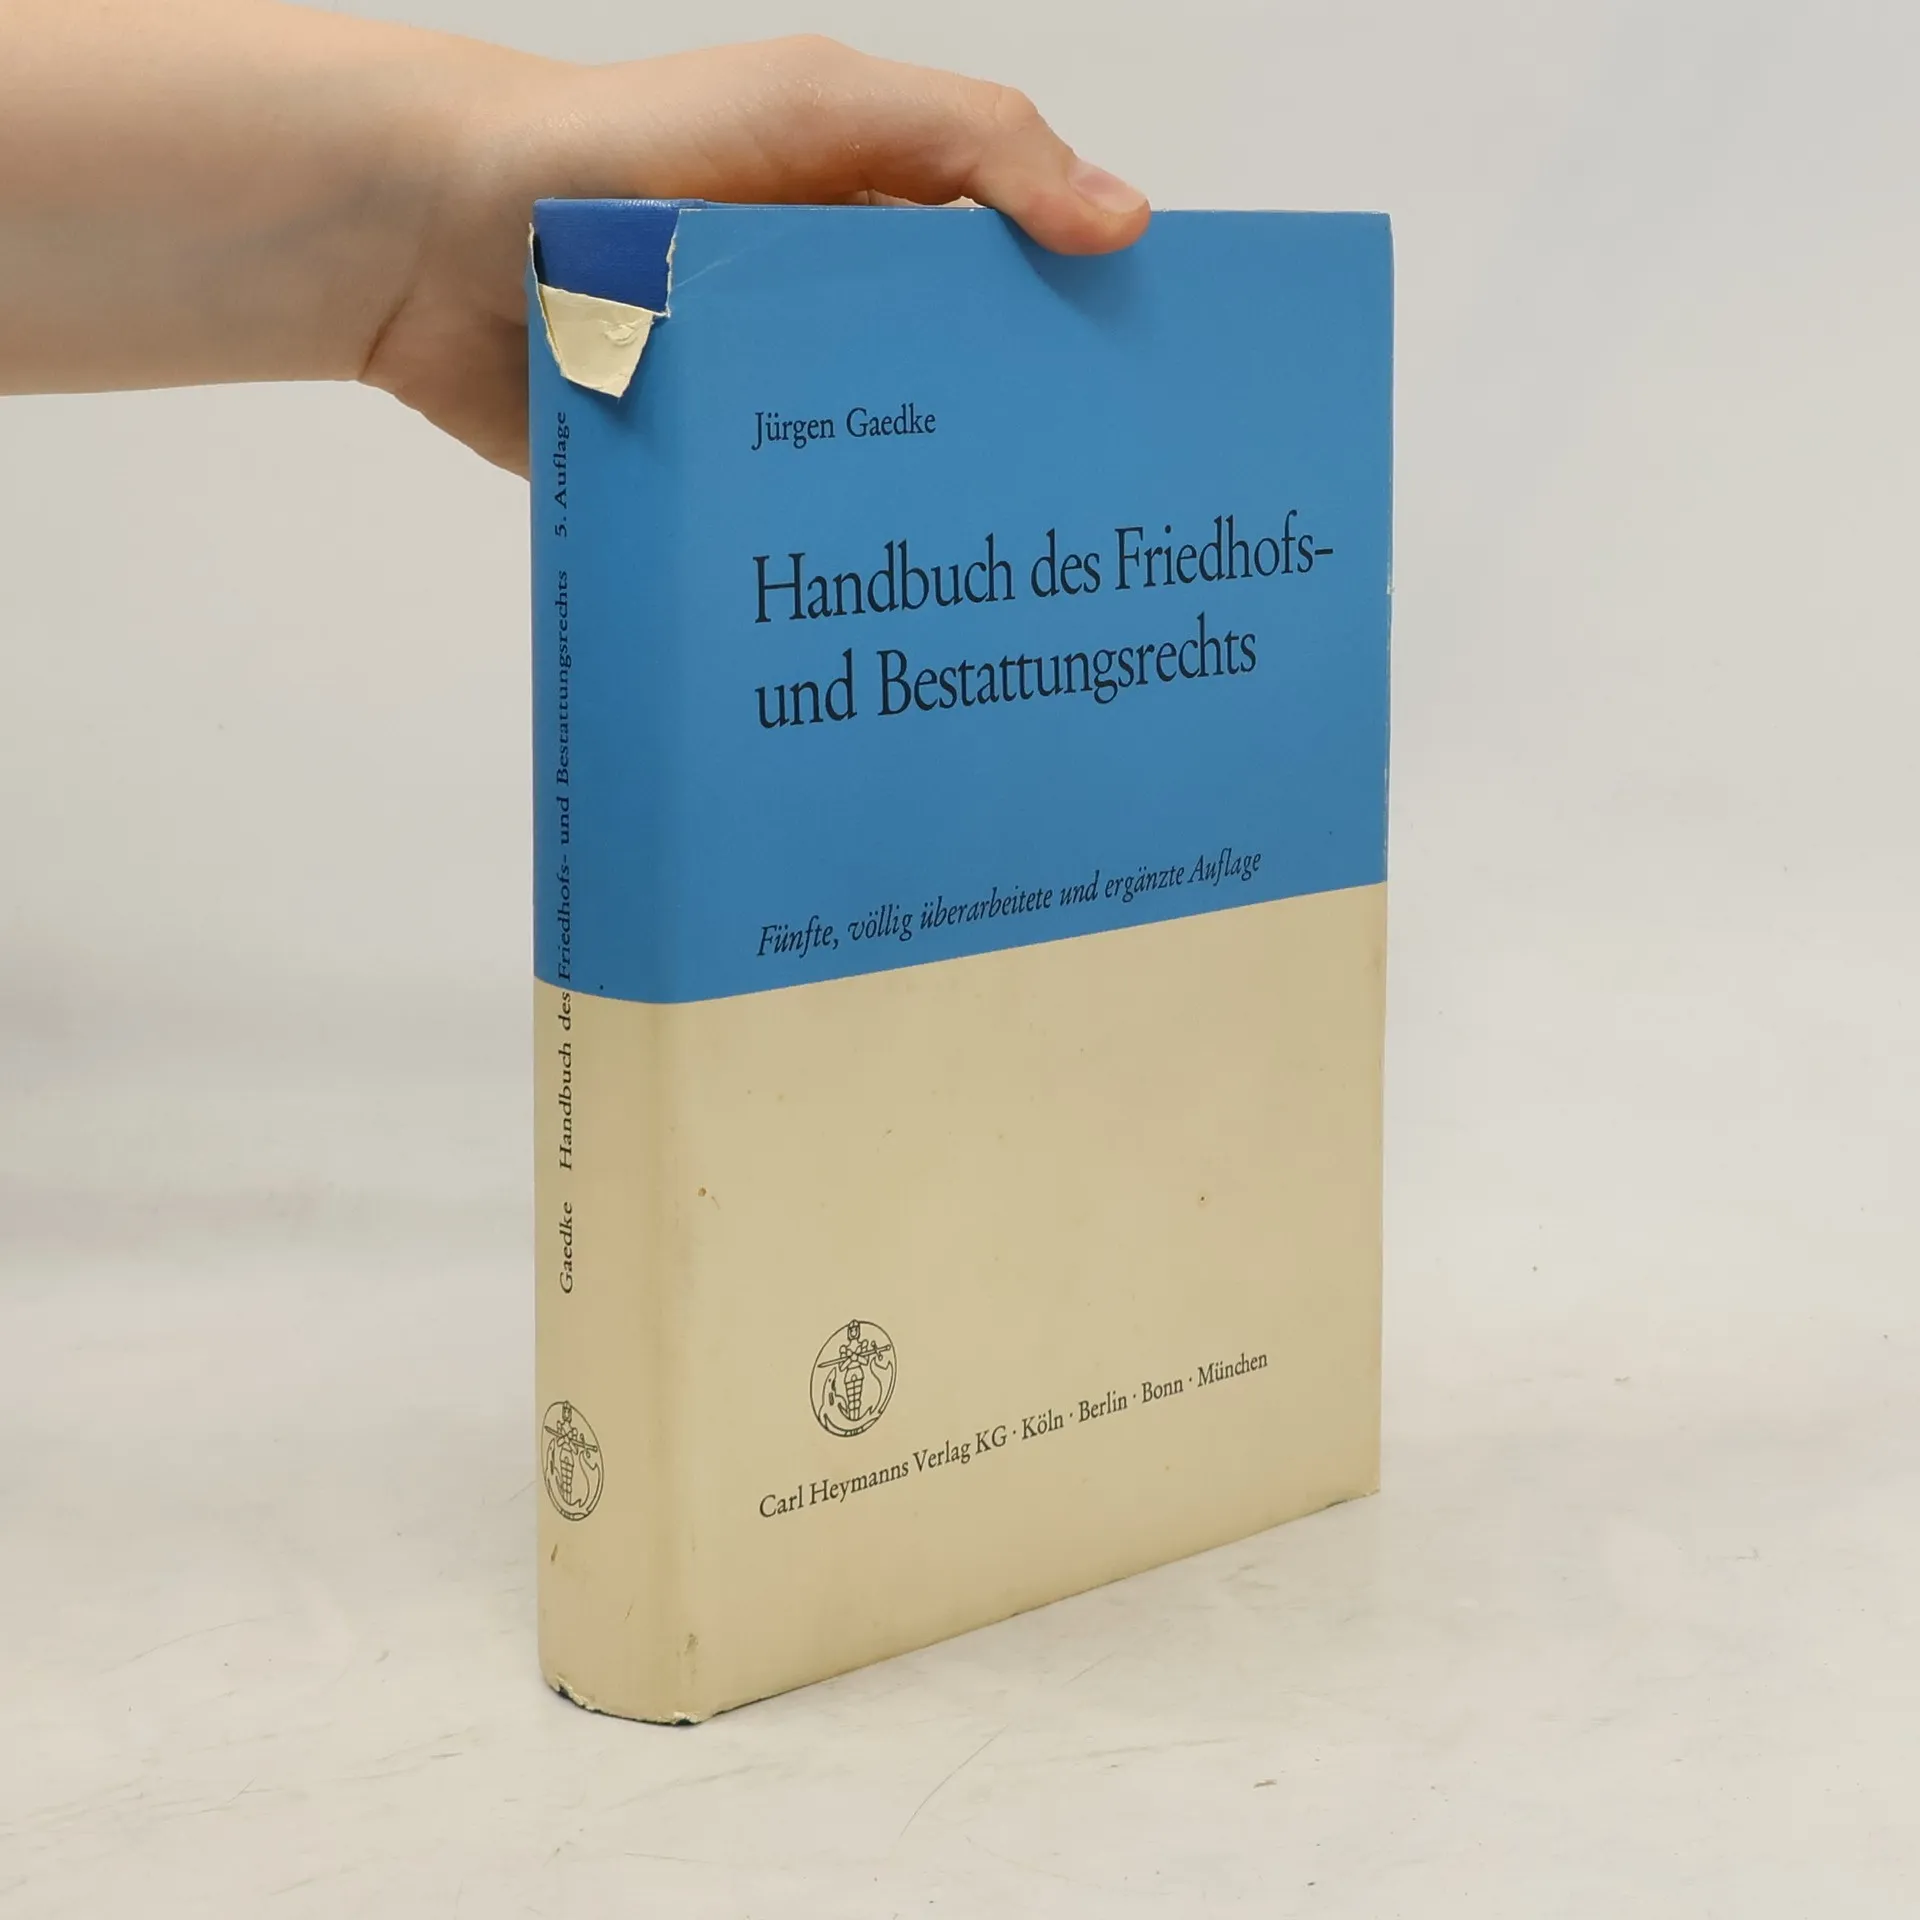 Jürgen Gaedke
Handbuch des Friedhofs-
und Bestattungsrechts
Fünfte, völlig überarbeitete und ergänzte Auflage
Carl Heymanns Verlag KG · Köln · Berlin · Bonn · München
Gaedke Handbuch des Friedhofs- und Bestattungsrechts 5. Auflage